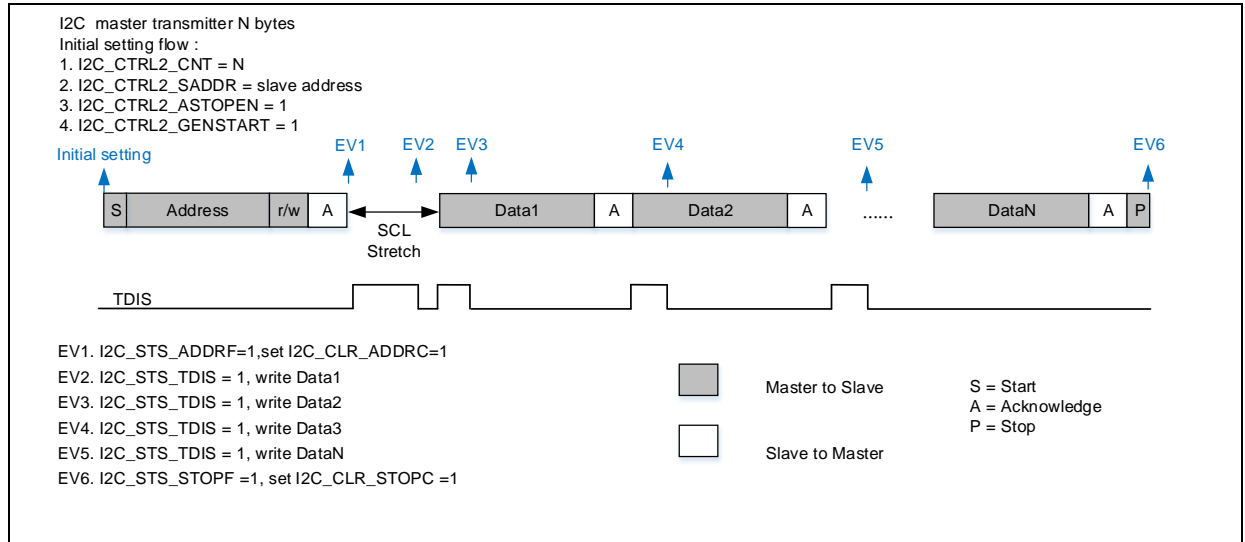 I2C master transmitter N bytes
Initial setting flow :
1. I2C_CTRL2_CNT = N
2. I2C_CTRL2_SADDR = slave address
3. I2C_CTRL2_ASTOPEN = 1
4. I2C_CTRL2_GENSTART = 1
Initial setting EV1 EV2 EV3 EV4 EV5 EV6
S Address r/w A Data1 A Data2 A ...... DataN A P
SCL
Stretch
TDIS
EV1. I2C_STS_ADDRF=1,set I2C_CLR_ADDRC=1
EV2. I2C_STS_TDIS = 1, write Data1
EV3. I2C_STS_TDIS = 1, write Data2
EV4. I2C_STS_TDIS = 1, write Data3
EV5. I2C_STS_TDIS = 1, write DataN
EV6. I2C_STS_STOPF =1, set I2C_CLR_STOPC =1
Master to Slave
Slave to Master
S = Start
A = Acknowledge
P = Stop